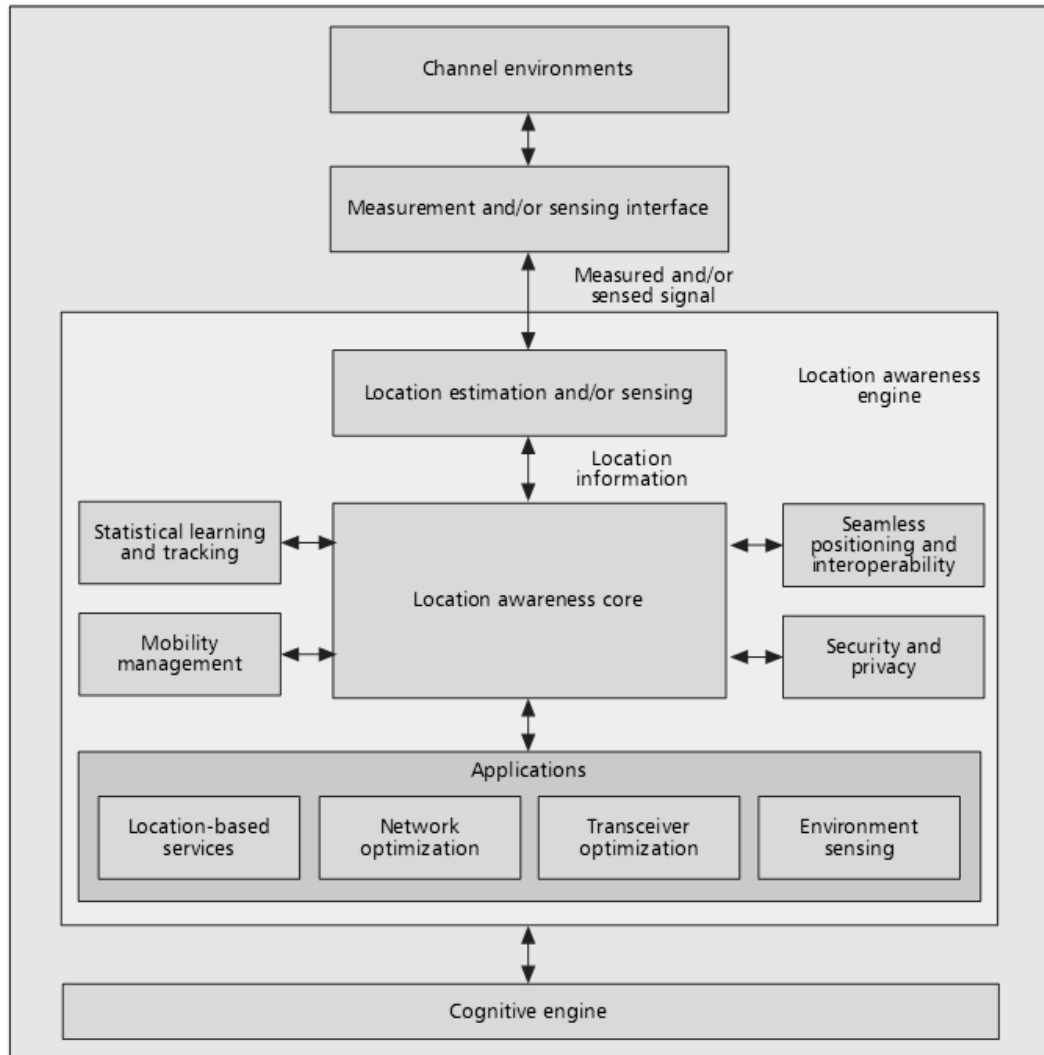 Channel environments
Measurement and/or sensing interface
Measured and/or
sensed signal
Location estimation and/or sensing
Location awareness
engine
Location
information
Statistical learning
and tracking
Seamless
positioning and
interoperability
Location awareness core
Mobility
management
Security and
privacy
Applications
Location-based
services
Network
optimization
Transceiver
optimization
Environment
sensing
Cognitive engine